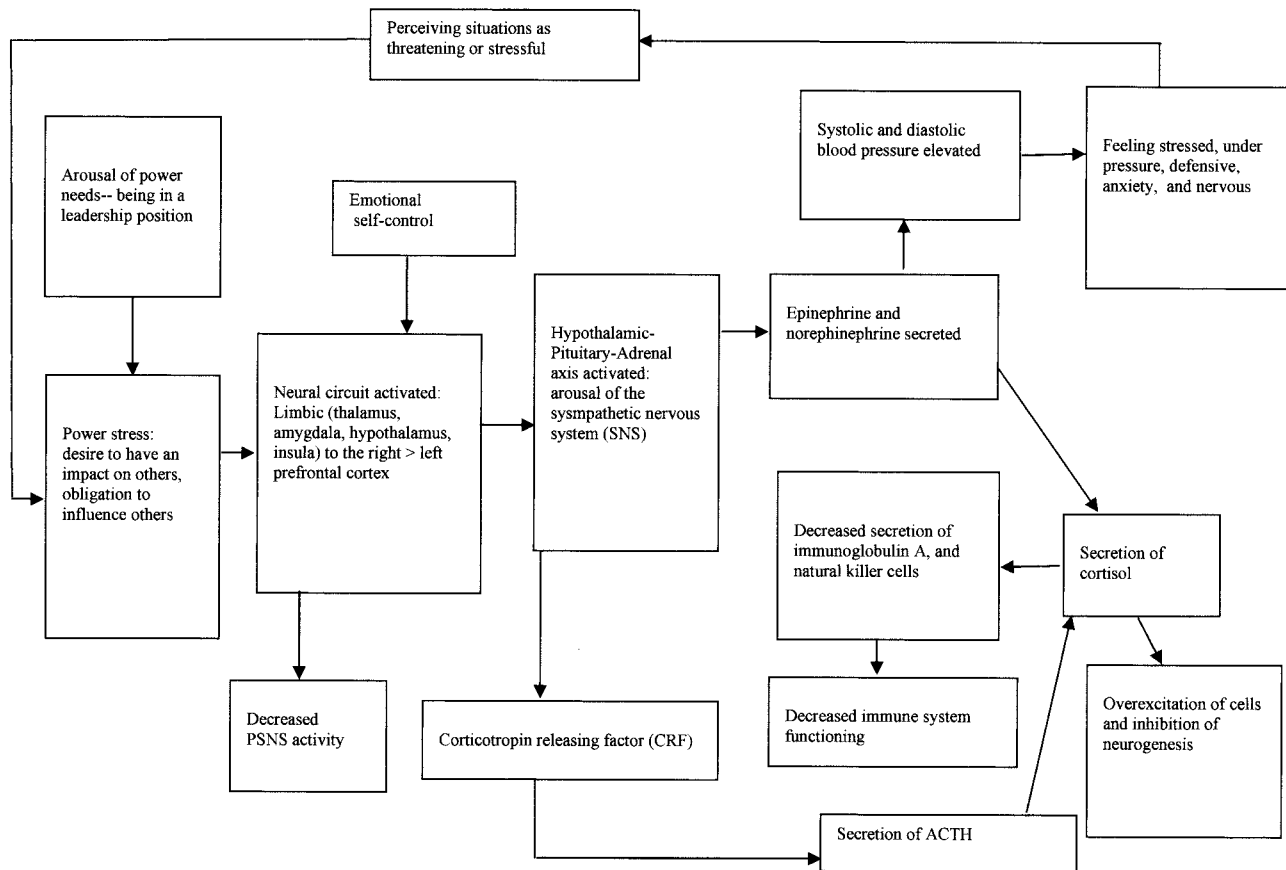 Perceiving situations as
threatening or stressful
Systolic and diastolic
blood pressure elevated
Feeling stressed, under
pressure, defensive,
anxiety, and nervous
Arousal of power
needs-- being in a
leadership position
Emotional
self-control
Epinephrine and
norephinephrine secreted
Hypothalamic-
Pituitary-Adrenal
axis activated:
arousal of the
sysmpathetic nervous
system (SNS)
Neural circuit activated:
Limbic (thalamus,
amygdala, hypothalamus,
insula) to the right > left
prefrontal cortex
Power stress:
desire to have an
impact on others,
obligation to
influence others
Decreased secretion of
immunoglobulin A, and
natural killer cells
Secretion of
cortisol
Decreased
PSNS activity
Corticotropin releasing factor (CRF)
Decreased immune system
functioning
Overexcitation of cells
and inhibition of
neurogenesis
Secretion of ACTH